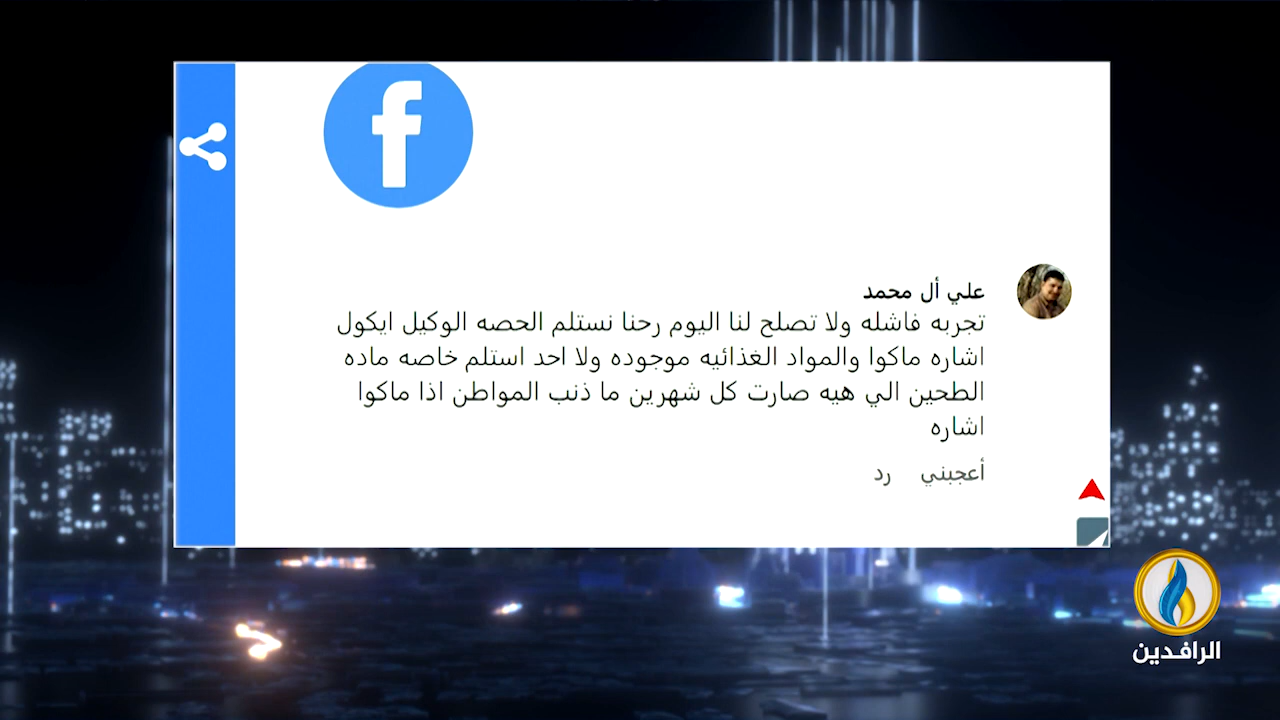 f
علي أل محمد
تجربه فاشله ولا تصلح لنا اليوم رحنا نستلم الحصه الوكيل ايكول
اشاره ماكوا والمواد الغذائيه موجوده ولا احد استلم خاصه ماده
الطحين الي هيه صارت كل شهرين ما ذنب المواطن اذا ماكوا
اشاره
أعجبني رد
الرافدين